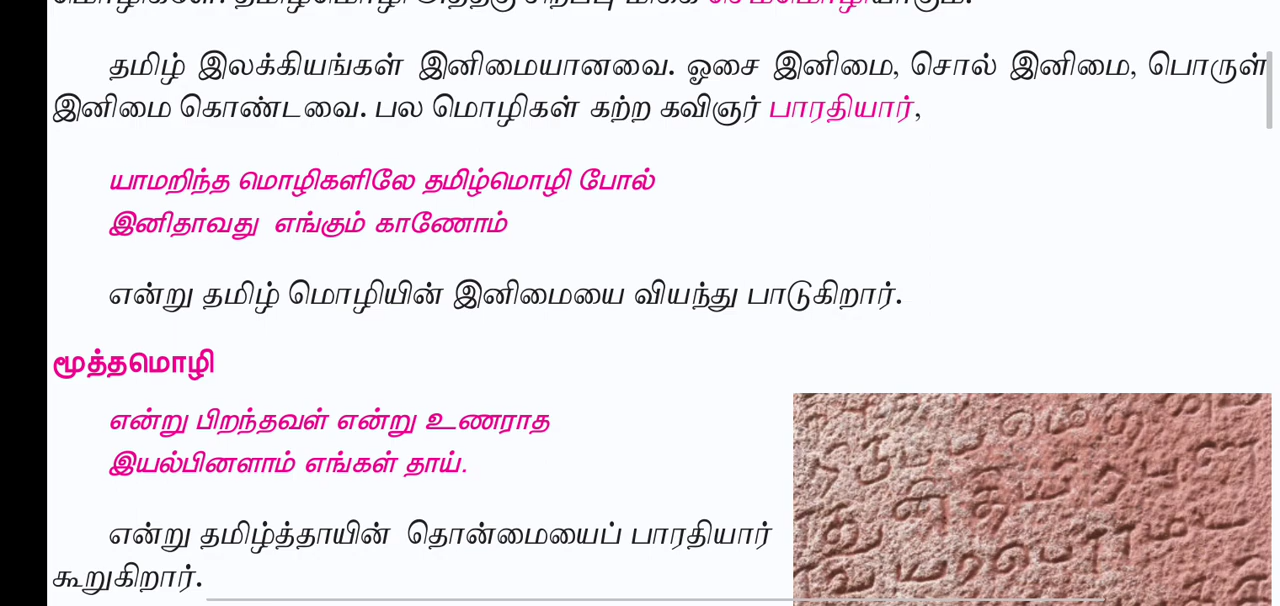 தமிழ் இலக்கியங்கள் இனிமையானவை. ஓசை இனிமை, சொல் இனிமை, பொருள்
இனிமை கொண்டவை. பல மொழிகள் கற்ற கவிஞர் பாரதியார்,
யாமறிந்த மொழிகளிலே தமிழ்மொழி போல்
இனிதாவது எங்கும் காணோம்
என்று தமிழ் மொழியின் இனிமையை வியந்து பாடுகிறார்.
மூத்தமொழி
என்று பிறந்தவள் என்று உணராத
இயல்பினளாம் எங்கள் தாய்.
என்று தமிழ்த்தாயின் தொன்மையைப் பாரதியார்
கூறுகிறார்.